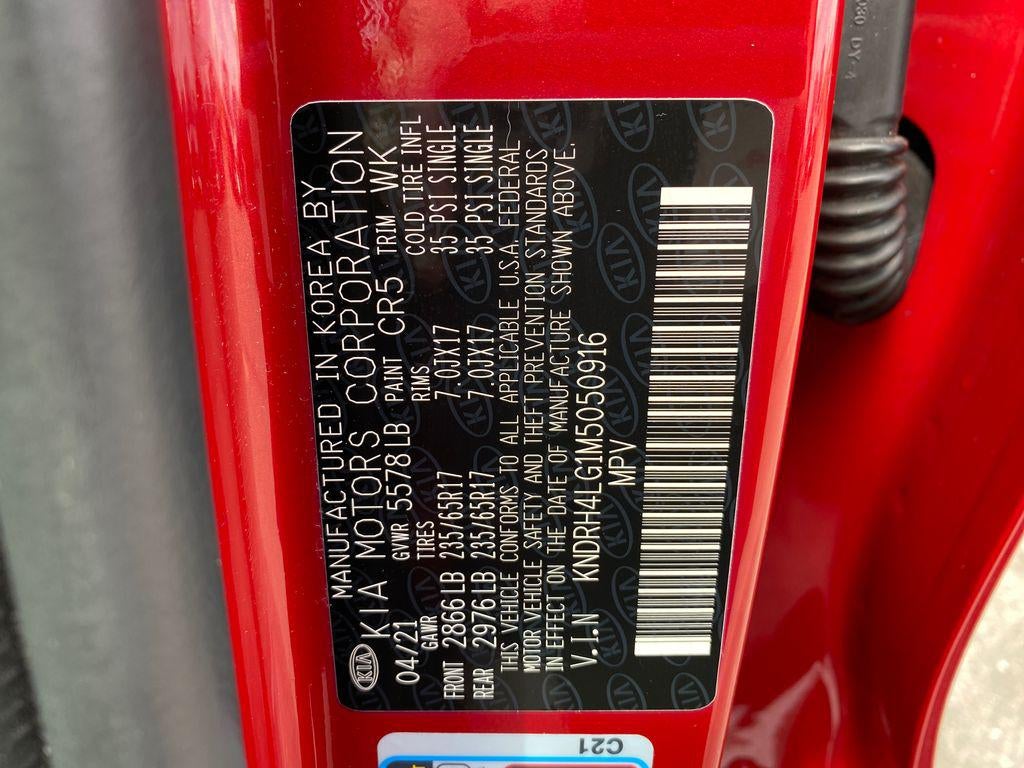 MANUFACTURED IN KOREA BY
KIA KIA MOTORS CORPORATION
04/21 GVWR 5578LB PAINT CR5 TRIM WK
GAWR TIRES RIMS COLD TIRE INFL
FRONT 2866LB 235/65R17 7.0JX17 35 PSI SINGLE
REAR 2976LB 235/65R17 7.0JX17 35 PSI SINGLE
THIS VEHICLE CONFORMS TO ALL APPLICABLE U.S.A. FEDERAL
MOTOR VEHICLE SAFETY AND THEFT PREVENTION STANDARDS
IN EFFECT ON THE DATE OF MANUFACTURE SHOWN ABOVE.
V.I.N KNDRH4LG1M5050916
MPV
C21
DY-4